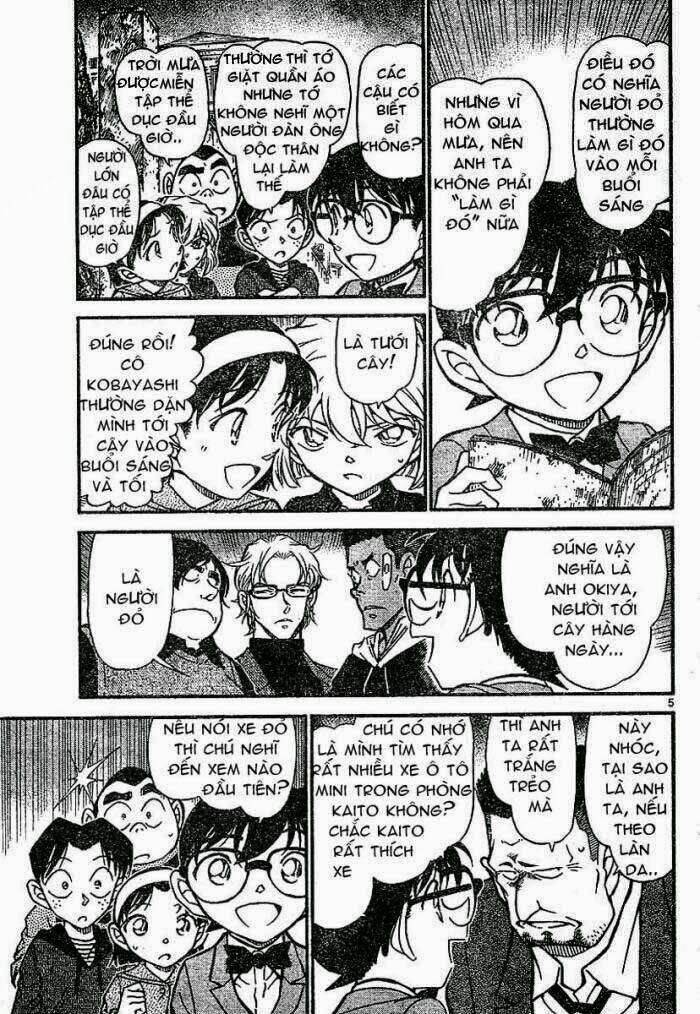 ĐIỀU ĐÓ
CÓ NGHĨA
NGƯỜI ĐỎ
THƯỜNG
LÀM GÌ ĐÓ
VÀO MỖI
BUỔI
SÁNG
NHƯNG VÌ
HÔM QUA
MƯA, NÊN
ANH TA
KHÔNG PHẢI
“LÀM GÌ
ĐÓ” NỮA
CÁC
CẬU CÓ
BIẾT
GÌ
KHÔNG?
THƯỜNG THÌ TỚ
GIẶT QUẦN ÁO
NHƯNG TỚ
KHÔNG NGHĨ MỘT
NGƯỜI ĐÀN ÔNG
ĐỘC THÂN
LẠI LÀM
THẾ
TRỜI MƯA
ĐƯỢC MIỄN
TẬP THỂ
DỤC ĐẦU
GIỜ..
NGƯỜI
LỚN
ĐÂU CÓ
TẬP THỂ
DỤC ĐẦU
GIỜ
LÀ TƯỚI
CÂY!
ĐÚNG RỒI!
CÔ
KOBAYASHI
THƯỜNG DẶN
MÌNH TỚI
CẬY VÀO
BUỔI SÁNG
VÀ TỐI
ĐÚNG VẬY
NGHĨA LÀ
ANH OKIYA,
NGƯỜI TỚI
CÂY HÀNG
NGÀY...
LÀ
NGƯỜI
ĐỎ
5
NÀY
NHÓC,
TẠI SAO
LÀ ANH
TA, NẾU
THEO
LÀN
DA..
THÌ ANH
TA RẤT
TRẮNG
TRẺO
MÀ
CHÚ CÓ NHỚ
LÀ MÌNH TÌM THẤY
RẤT NHIỀU XE Ô TÔ
MINI TRONG PHÒNG
KAITO KHÔNG?
CHẮC KAITO
RẤT THÍCH
XE
NẾU NÓI XE ĐỎ
THÌ CHÚ NGHĨ
ĐẾN XEM NÀO
ĐẦU TIÊN?